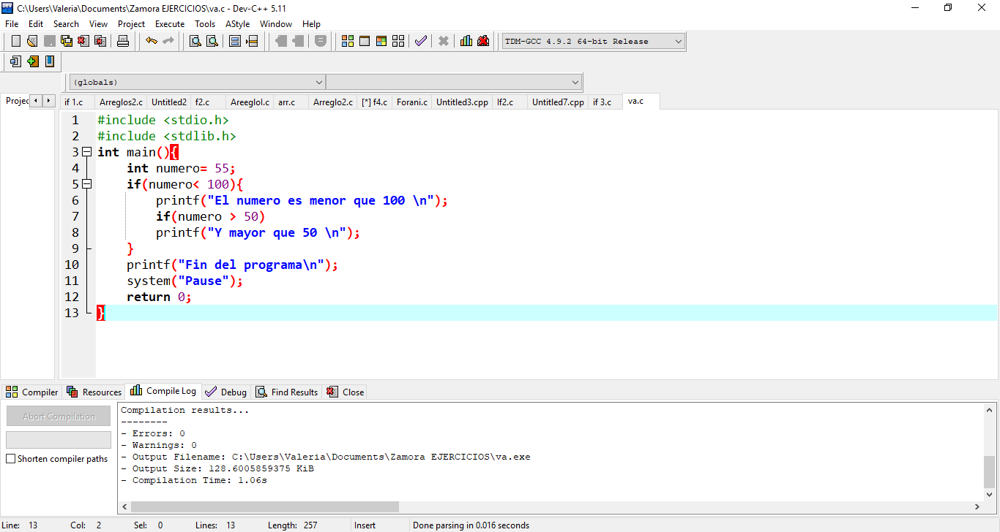 C:\Users\Valeria\Documents\Zamora EJERCICIOS\va.c - Dev-C++ 5.11
File Edit Search View Project Execute Tools AStyle Window Help
TDM-GCC 4.9.2 64-bit Release
(globals)
Projec if 1.c Arreglos2.c Untitled2 f2.c Areeglol.c arr.c Arreglo2.c [*] f4.c Forani.c Untitled3.cpp If2.c Untitled7.cpp if 3.c va.c
1 #include <stdio.h>
2 #include <stdlib.h>
3 int main(){
4 int numero= 55;
5 if(numero< 100){
6 printf("El numero es menor que 100 \n");
7 if(numero > 50)
8 printf("Y mayor que 50 \n");
9 }
10 printf("Fin del programa\n");
11 system("Pause");
12 return 0;
13 }
Compiler Resources Compile Log Debug Find Results Close
Abort Compilation
Shorten compiler paths
Compilation results...
--------
- Errors: 0
- Warnings: 0
- Output Filename: C:\Users\Valeria\Documents\Zamora EJERCICIOS\va.exe
- Output Size: 128.6005859375 KiB
- Compilation Time: 1.06s
Line: 13 Col: 2 Sel: 0 Lines: 13 Length: 257 Insert Done parsing in 0.016 seconds